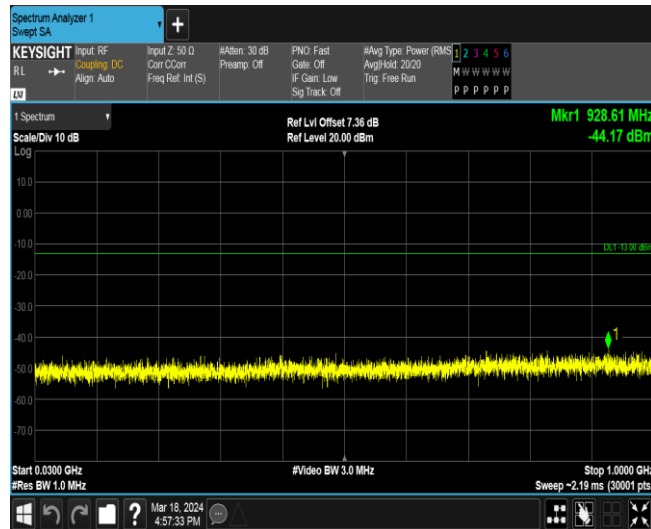 Spectrum Analyzer 1
Swept SA
+
KEYSIGHT
RL
LXI
Input: RF
Coupling: DC
Align: Auto
Input Z: 50 Ω
Corr CCorr
Freq Ref: Int (S)
#Atten: 30 dB
Preamp: Off
PNO: Fast
Gate: Off
IF Gain: Low
Sig Track: Off
#Avg Type: Power (RMS
Avg|Hold: 20/20
Trig: Free Run
1 2 3 4 5 6
M W W W W W
P P P P P P
1 Spectrum
Scale/Div 10 dB
Log
Ref Lvl Offset 7.36 dB
Ref Level 20.00 dBm
Mkr1 928.61 MHz
-44.17 dBm
10.0
0.00
-10.0
DL1 -13.00 dBm
-20.0
-30.0
-40.0
1
-50.0
-60.0
-70.0
Start 0.0300 GHz
#Res BW 1.0 MHz
#Video BW 3.0 MHz
Stop 1.0000 GHz
Sweep ~2.19 ms (30001 pts
?
Mar 18, 2024
4:57:33 PM